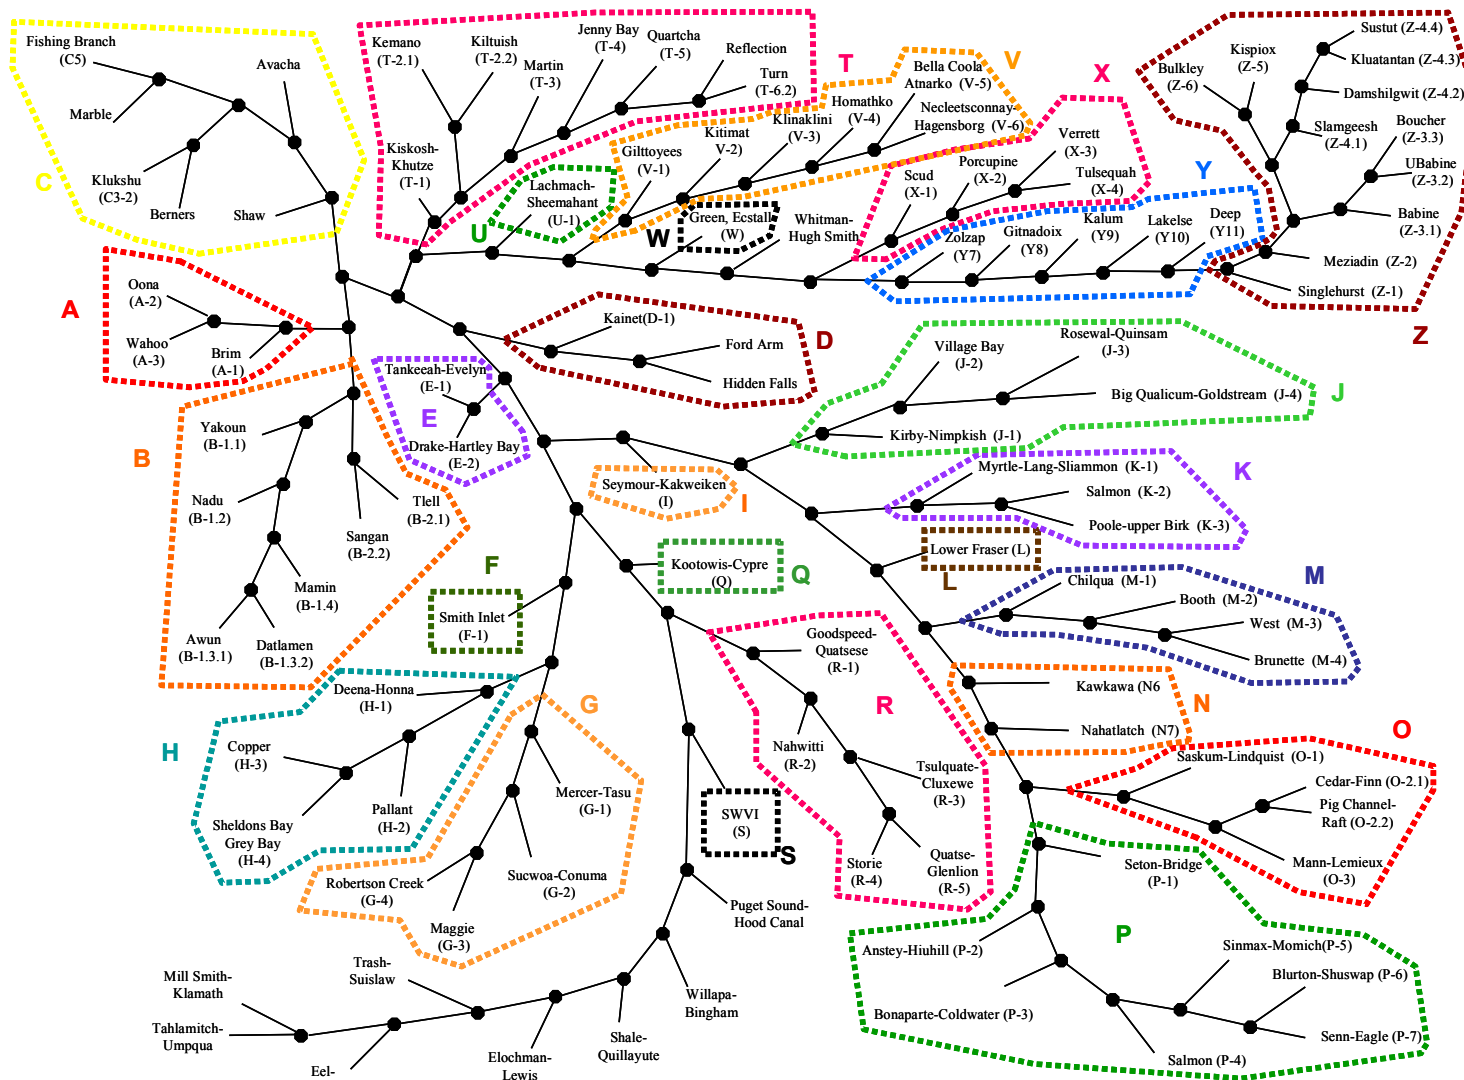 Fishing Branch
(C5)
Avacha
Marble
Klukshu
(C3-2)
Berners
Shaw
C
Kemano
(T-2.1)
Kiltuish
(T-2.2)
Jenny Bay
(T-4)
Quartcha
(T-5)
Reflection
Martin
(T-3)
Turn
(T-6.2)
Kiskosh-
Khutze
(T-1)
T
Lachmach-
Sheemahant
(U-1)
U
Bella Coola
Atnarko (V-5)
Homathko
(V-4)
Necleetsconnay-
Hagensborg (V-6)
Klinaklini
(V-3)
Kitimat
V-2)
Gilttoyees
(V-1)
V
Green, Ecstall
(W)
W
Whitman-
Hugh Smith
Verrett
(X-3)
Porcupine
(X-2)
Tulsequah
(X-4)
Scud
(X-1)
X
Zolzap
(Y7)
Gitnadoix
(Y8)
Kalum
(Y9)
Lakelse
(Y10)
Deep
(Y11)
Y
Sustut (Z-4.4)
Kispiox
(Z-5)
Kluatantan (Z-4.3)
Bulkley
(Z-6)
Damshilgwit (Z-4.2)
Slamgeesh
(Z-4.1)
Boucher
(Z-3.3)
UBabine
(Z-3.2)
Babine
(Z-3.1)
Meziadin (Z-2)
Singlehurst (Z-1)
Z
A
Oona
(A-2)
Wahoo
(A-3)
Brim
(A-1)
Kainet(D-1)
Ford Arm
Hidden Falls
D
Tankeeah-Evelyn
(E-1)
E
Drake-Hartley Bay
(E-2)
Rosewal-Quinsam
(J-3)
Village Bay
(J-2)
Big Qualicum-Goldstream (J-4)
Kirby-Nimpkish (J-1)
J
B
Yakoun
(B-1.1)
Nadu
(B-1.2)
Tlell
(B-2.1)
Sangan
(B-2.2)
Mamin
(B-1.4)
Awun
(B-1.3.1)
Datlamen
(B-1.3.2)
Seymour-Kakweiken
(I)
I
Myrtle-Lang-Sliammon (K-1)
Salmon (K-2)
Poole-upper Birk (K-3)
K
Lower Fraser (L)
L
F
Smith Inlet
(F-1)
Kootowis-Cypre
(Q)
Q
Chilqua (M-1)
Booth (M-2)
West (M-3)
Brunette (M-4)
M
Deena-Honna
(H-1)
Copper
(H-3)
Pallant
(H-2)
Sheldons Bay
Grey Bay
(H-4)
H
G
Mercer-Tasu
(G-1)
Sucwoa-Conuma
(G-2)
Robertson Creek
(G-4)
Maggie
(G-3)
Goodspeed-
Quatsese
(R-1)
Nahwitti
(R-2)
Tsulquate-
Cluxewe
(R-3)
Storie
(R-4)
Quatse-
Glenlion
(R-5)
R
Kawkawa (N6
Nahatlatch (N7)
N
Saskum-Lindquist (O-1)
Cedar-Finn (O-2.1)
Pig Channel-
Raft (O-2.2)
Mann-Lemieux
(O-3)
O
SWVI
(S)
S
Puget Sound-
Hood Canal
Willapa-
Bingham
Shale-
Quillayute
Elochman-
Lewis
Trash-
Suislaw
Eel-
Mill Smith-
Klamath
Tahlamitch-
Umpqua
Seton-Bridge
(P-1)
Anstey-Hiuhill (P-2)
Bonaparte-Coldwater (P-3)
P
Sinmax-Momich(P-5)
Blurton-Shuswap (P-6)
Senn-Eagle (P-7)
Salmon (P-4)